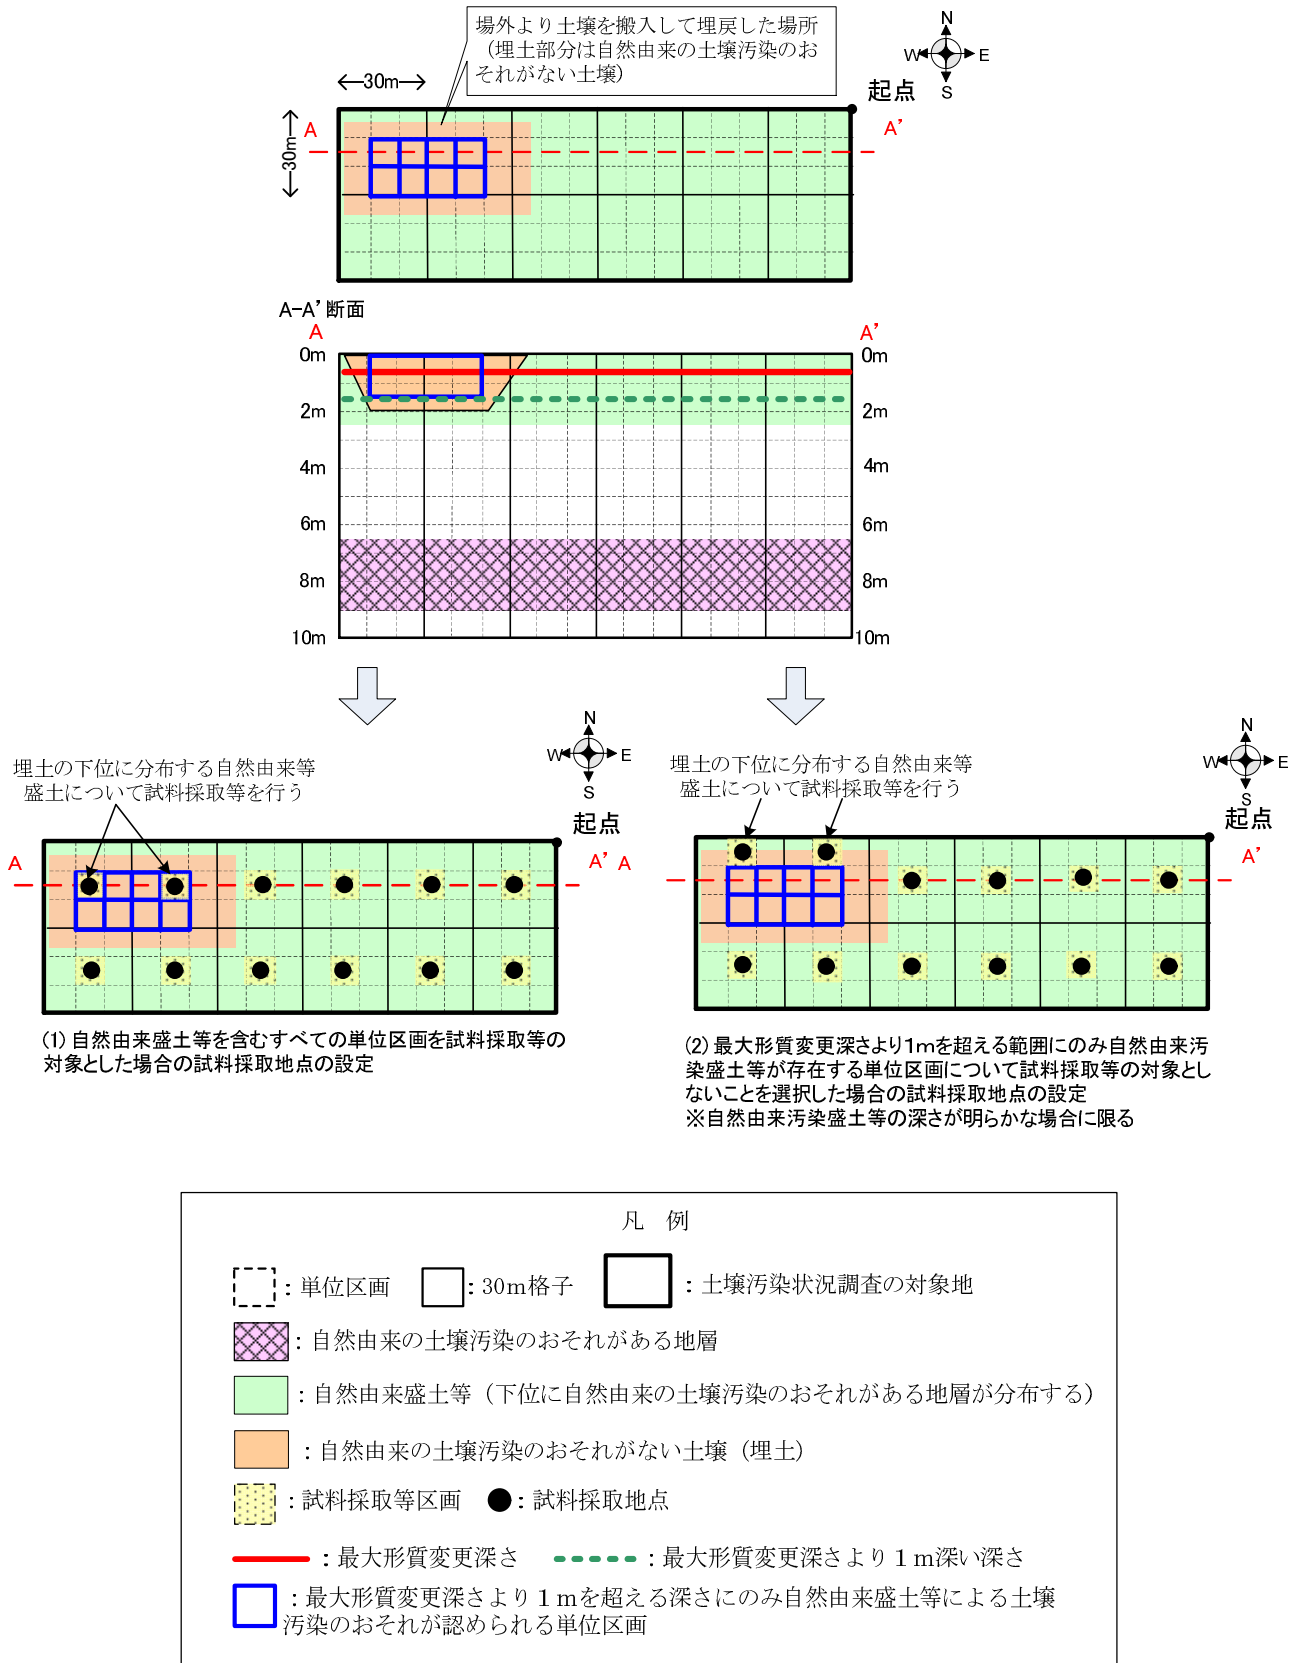 場外より土壌を搬入して埋戻した場所
（埋土部分は自然由来の土壌汚染のお
それがない土壌）
N
W
E
S
30m
起点
30m
A
A’
A-A’断面
A
A’
0m
0m
2m
2m
4m
4m
6m
6m
8m
8m
10m
10m
N
W
E
S
埋土の下位に分布する自然由来等
盛土について試料採取等を行う
起点
A
A’
(1) 自然由来盛土等を含むすべての単位区画を試料採取等の
対象とした場合の試料採取地点の設定
N
W
E
S
埋土の下位に分布する自然由来等
盛土について試料採取等を行う
起点
A
A’
(2) 最大形質変更深さより1mを超える範囲にのみ自然由来汚
染盛土等が存在する単位区画について試料採取等の対象とし
ないことを選択した場合の試料採取地点の設定
※自然由来汚染盛土等の深さが明らかな場合に限る
凡　例
：単位区画
：30m格子
：土壌汚染状況調査の対象地
：自然由来の土壌汚染のおそれがある地層
：自然由来盛土等（下位に自然由来の土壌汚染のおそれがある地層が分布する）
：自然由来の土壌汚染のおそれがない土壌（埋土）
：試料採取等区画
：試料採取地点
：最大形質変更深さ
：最大形質変更深さより１m深い深さ
：最大形質変更深さより１mを超える深さにのみ自然由来盛土等による土壌
汚染のおそれが認められる単位区画